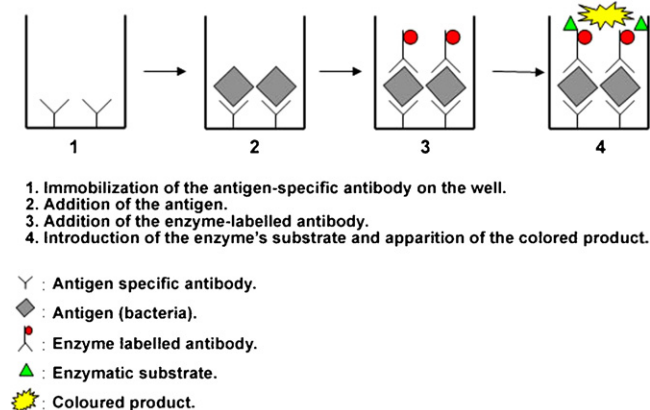 1
2
3
4
1. Immobilization of the antigen-specific antibody on the well.
2. Addition of the antigen.
3. Addition of the enzyme-labelled antibody.
4. Introduction of the enzyme's substrate and apparition of the colored product.
: Antigen specific antibody.
: Antigen (bacteria).
: Enzyme labelled antibody.
: Enzymatic substrate.
: Coloured product.